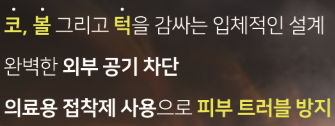 코, 볼 그리고 턱을 감싸는 입체적인 설계
완벽한 외부 공기 차단
의료용 접착제 사용으로 피부 트러블 방지